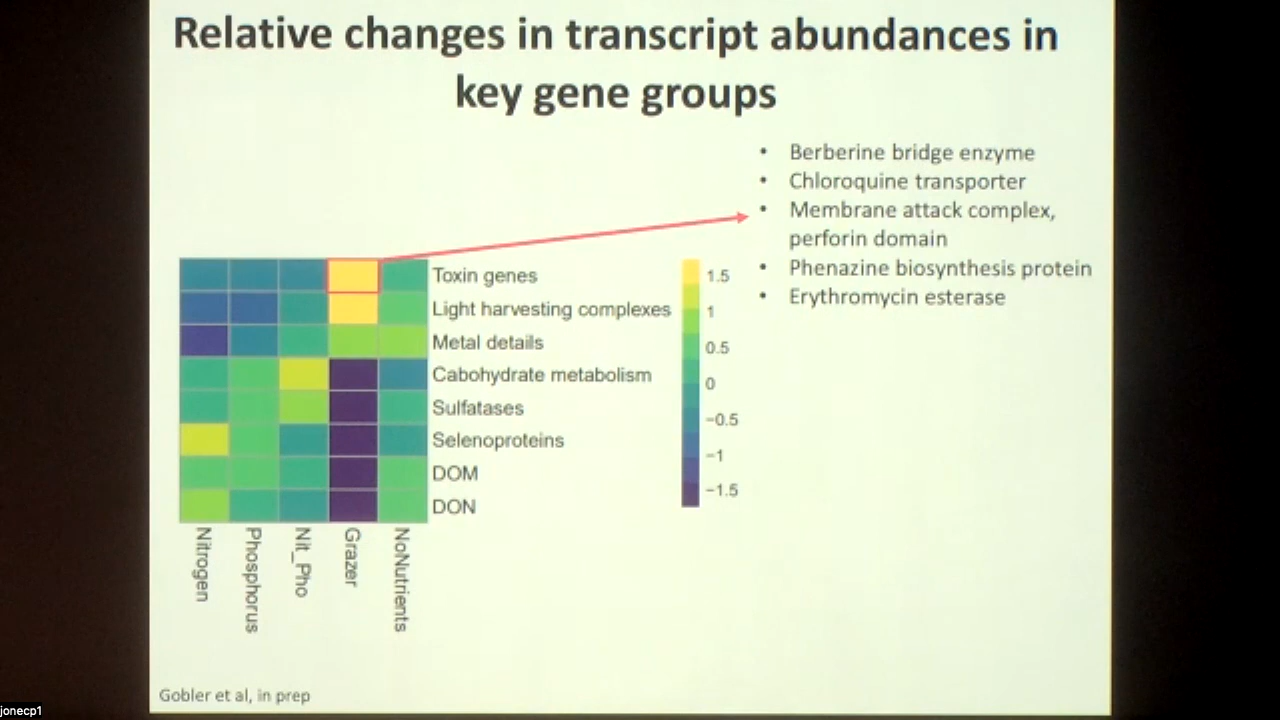 Relative changes in transcript abundances in
key gene groups
• Berberine bridge enzyme
• Chloroquine transporter
• Membrane attack complex,
perforin domain
• Phenazine biosynthesis protein
• Erythromycin esterase
Toxin genes
Light harvesting complexes
Metal details
Cabohydrate metabolism
Sulfatases
Selenoproteins
DOM
DON
1.5
1
0.5
0
−0.5
−1
−1.5
Nitrogen
Phosphorus
Nit_Pho
Grazer
NoNutrients
Gobler et al, in prep
jonecp1